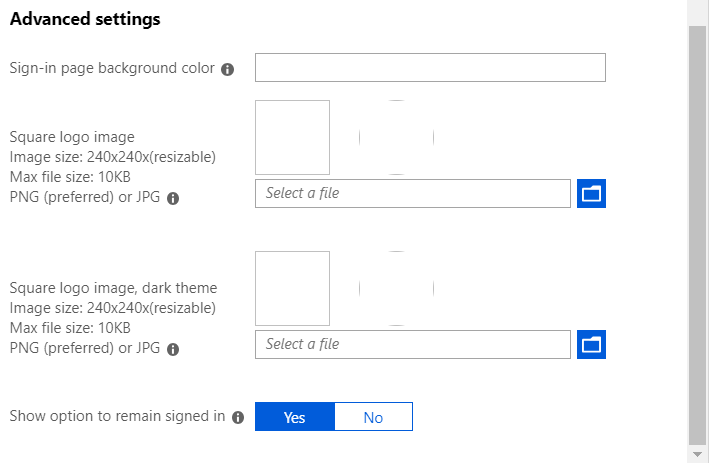 Advanced settings
Sign-in page background color
Square logo image
Image size: 240x240x(resizable)
Max file size: 10KB
PNG (preferred) or JPG
Select a file
Square logo image, dark theme
Image size: 240x240x(resizable)
Max file size: 10KB
PNG (preferred) or JPG
Select a file
Show option to remain signed in
Yes
No